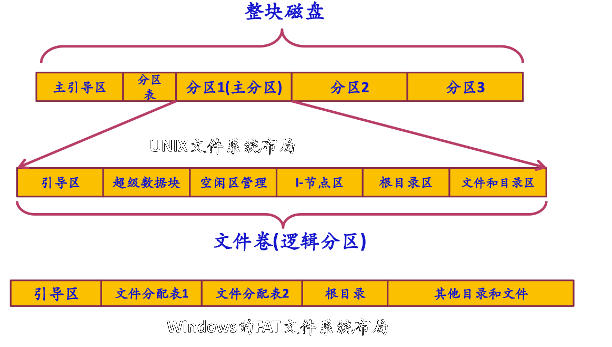 整块磁盘
主引导区
分区
表
分区1(主分区)
分区2
分区3
UNIX文件系统布局
引导区
超级数据块
空闲区管理
I-节点区
根目录区
文件和目录区
文件卷(逻辑分区)
引导区
文件分配表1
文件分配表2
根目录
其他目录和文件
Windows的FAT文件系统布局